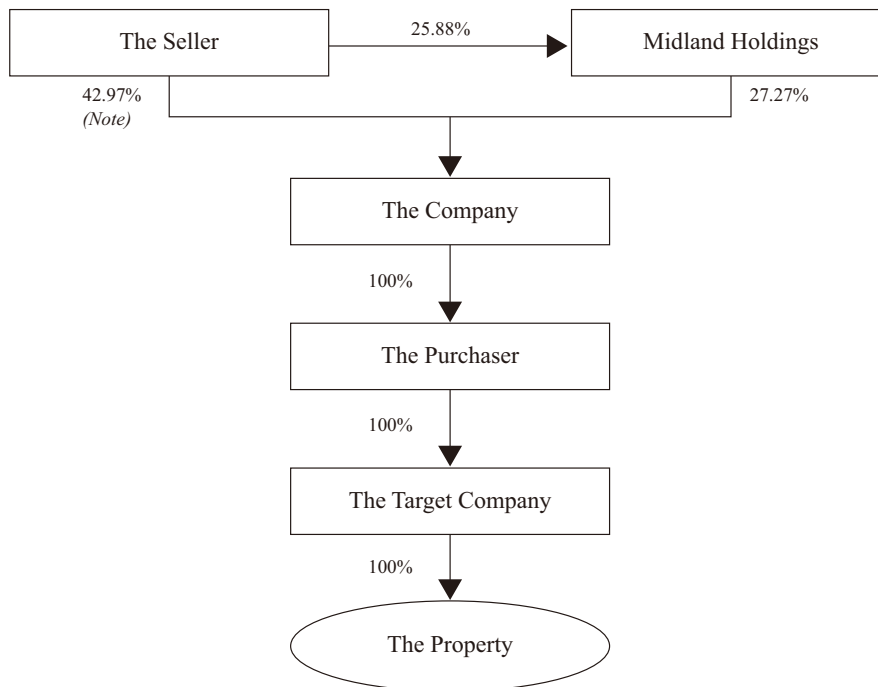 The Seller
25.88%
Midland Holdings
42.97%
(Note)
27.27%
The Company
100%
The Purchaser
100%
The Target Company
100%
The Property